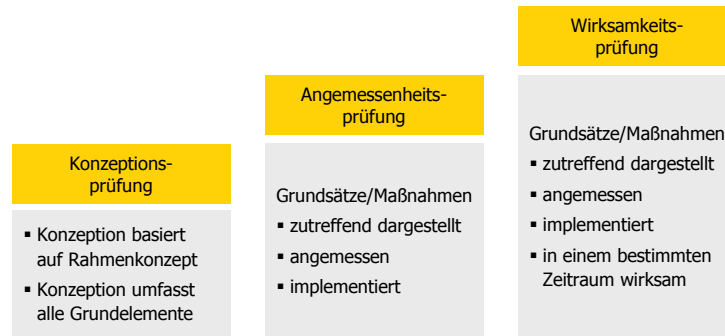 Konzeptions-
prüfung
▪ Konzeption basiert
auf Rahmenkonzept
▪ Konzeption umfasst
alle Grundelemente
Angemessenheits-
prüfung
Grundsätze/Maßnahmen
▪ zutreffend dargestellt
▪ angemessen
▪ implementiert
Wirksamkeits-
prüfung
Grundsätze/Maßnahmen
▪ zutreffend dargestellt
▪ angemessen
▪ implementiert
▪ in einem bestimmten
Zeitraum wirksam